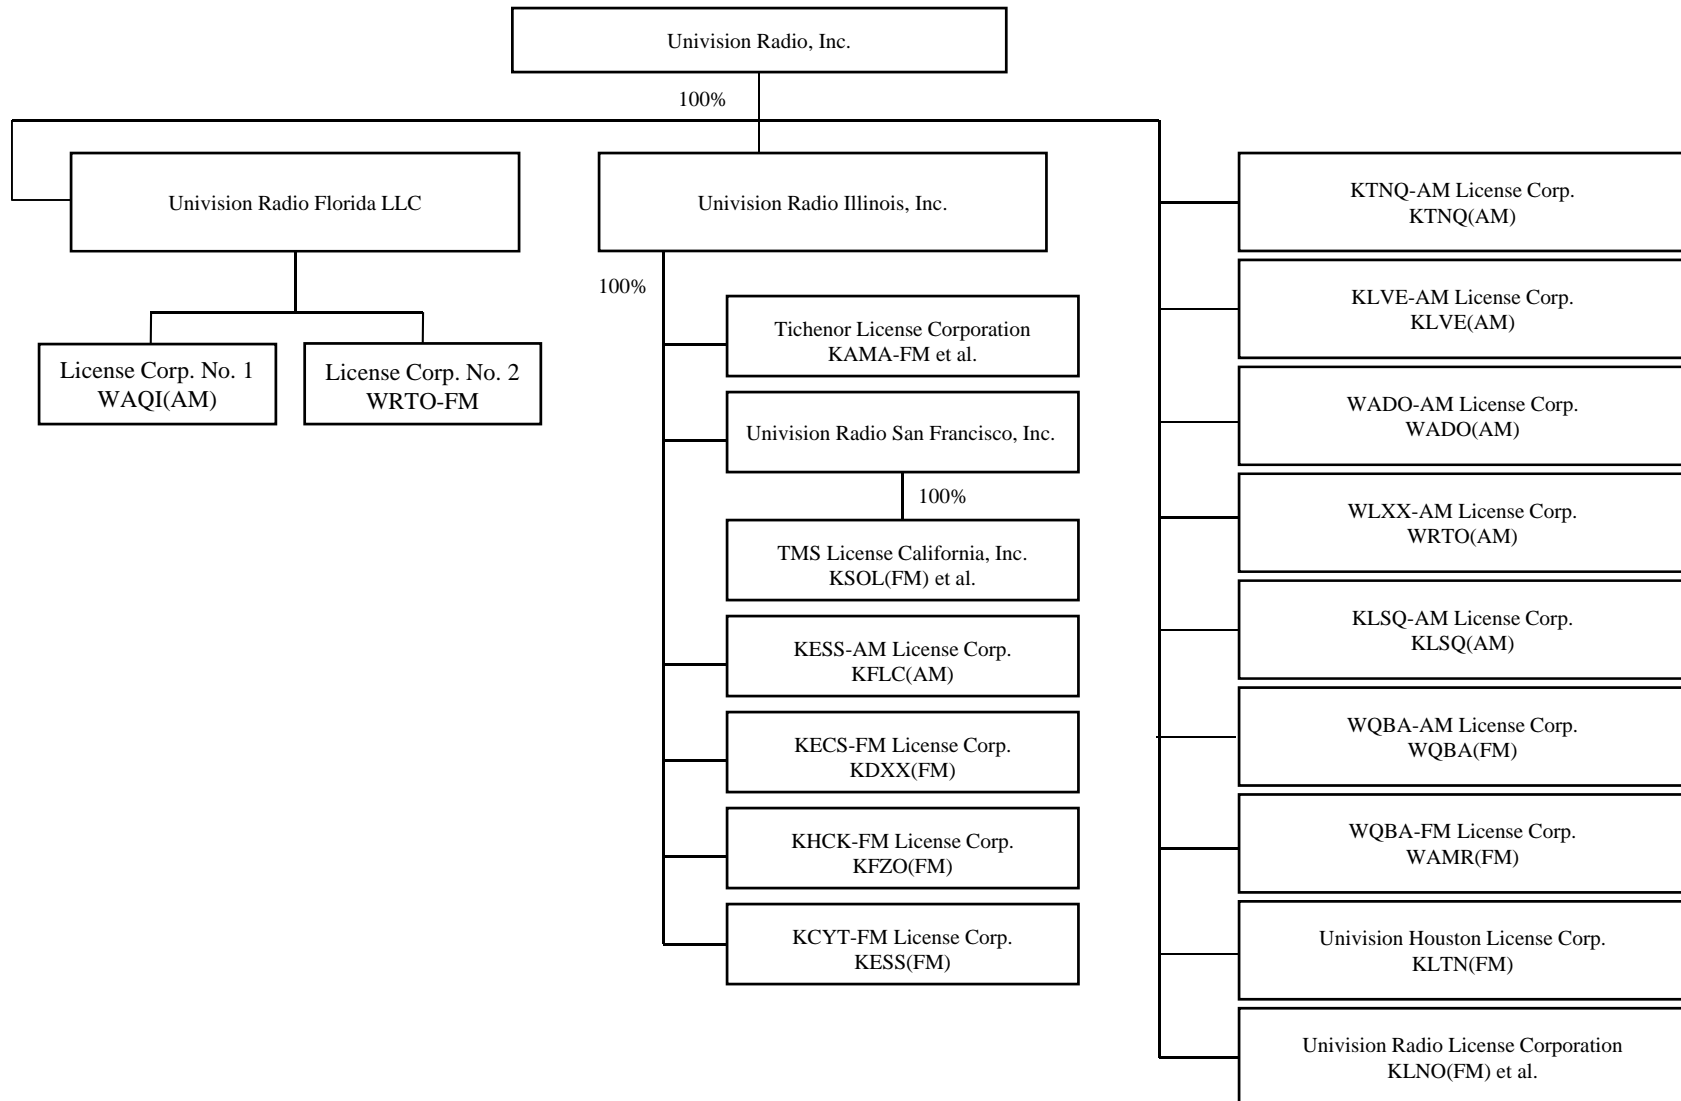 Univision Radio, Inc.
100%
Univision Radio Florida LLC
License Corp. No. 1
WAQI(AM)
License Corp. No. 2
WRTO-FM
Univision Radio Illinois, Inc.
100%
Tichenor License Corporation
KAMA-FM et al.
Univision Radio San Francisco, Inc.
100%
TMS License California, Inc.
KSOL(FM) et al.
KESS-AM License Corp.
KFLC(AM)
KECS-FM License Corp.
KDXX(FM)
KHCK-FM License Corp.
KFZO(FM)
KCYT-FM License Corp.
KESS(FM)
KTNQ-AM License Corp.
KTNQ(AM)
KLVE-AM License Corp.
KLVE(AM)
WADO-AM License Corp.
WADO(AM)
WLXX-AM License Corp.
WRTO(AM)
KLSQ-AM License Corp.
KLSQ(AM)
WQBA-AM License Corp.
WQBA(FM)
WQBA-FM License Corp.
WAMR(FM)
Univision Houston License Corp.
KLTN(FM)
Univision Radio License Corporation
KLNO(FM) et al.